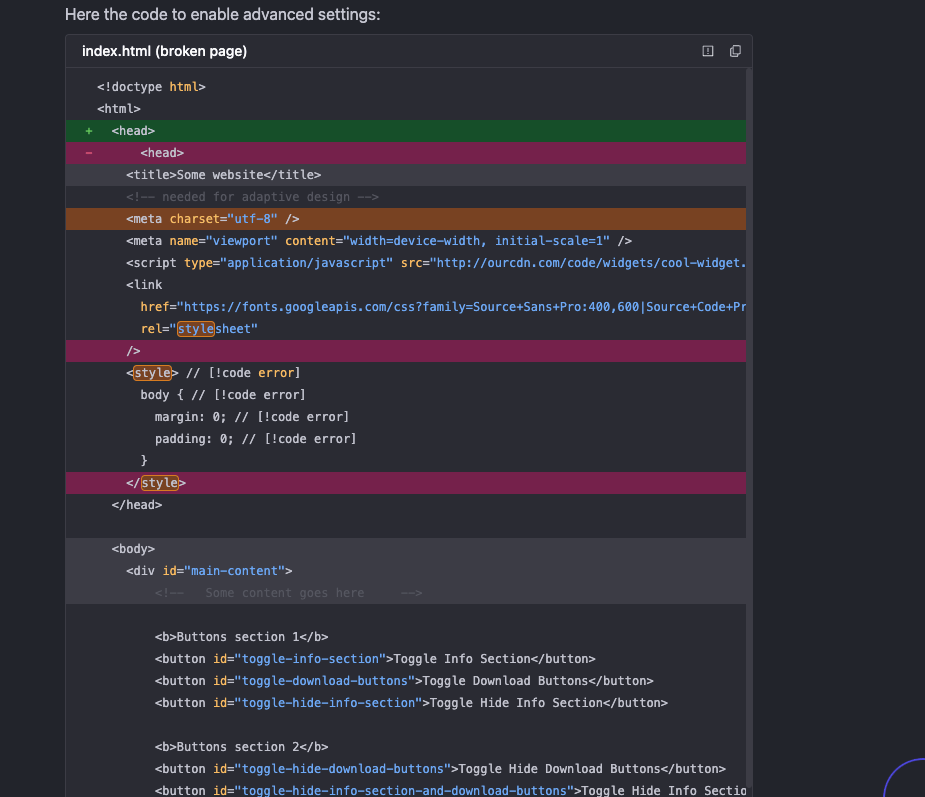 Here the code to enable advanced settings:
index.html (broken page)
<!doctype html>
<html>
+ <head>
- <head>
<title>Some website</title>
<!-- needed for adaptive design -->
<meta charset="utf-8" />
<meta name="viewport" content="width=device-width, initial-scale=1" />
<script type="application/javascript" src="http://ourcdn.com/code/widgets/cool-widget.
<link
href="https://fonts.googleapis.com/css?family=Source+Sans+Pro:400,600|Source+Code+Pr
rel="stylesheet"
/>
<style> // [!code error]
body { // [!code error]
margin: 0; // [!code error]
padding: 0; // [!code error]
}
</style>
</head>
<body>
<div id="main-content">
<!-- Some content goes here -->
<b>Buttons section 1</b>
<button id="toggle-info-section">Toggle Info Section</button>
<button id="toggle-download-buttons">Toggle Download Buttons</button>
<button id="toggle-hide-info-section">Toggle Hide Info Section</button>
<b>Buttons section 2</b>
<button id="toggle-hide-download-buttons">Toggle Hide Download Buttons</button>
<button id="toggle-hide-info-section-and-download-buttons">Toggle Hide Info Sectio